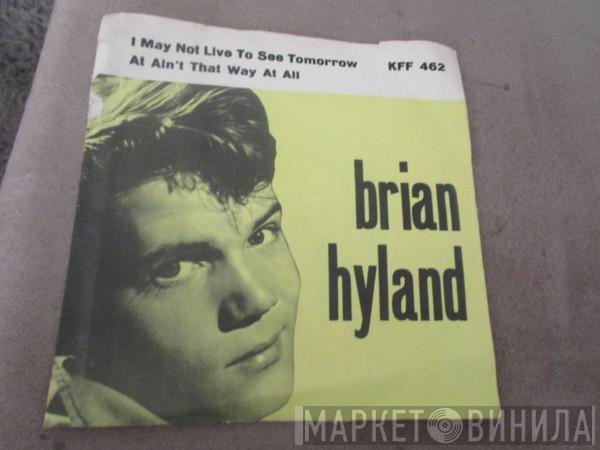 I May Not Live To See Tomorrow
At Ain't That Way At All
KFF 462
brian
hyland
МАРКЕТ ВИНИЛА